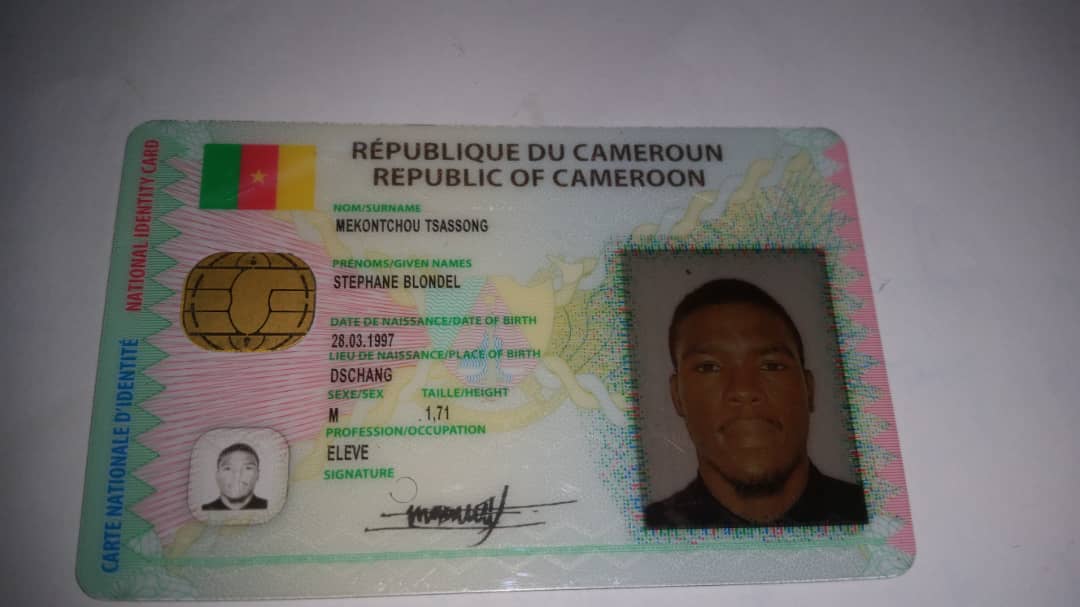 RÉPUBLIQUE DU CAMEROUN
REPUBLIC OF CAMEROON
NATIONAL IDENTITY CARD
CARTE NATIONALE D'IDENTITÉ
NOM/SURNAME
MEKONTCHOU TSASSONG
PRÉNOMS/GIVEN NAMES
STEPHANE BLONDEL
DATE DE NAISSANCE/DATE OF BIRTH
28.03.1997
LIEU DE NAISSANCE/PLACE OF BIRTH
DSCHANG
SEXE/SEX TAILLE/HEIGHT
M 1,71
PROFESSION/OCCUPATION
ELEVE
SIGNATURE